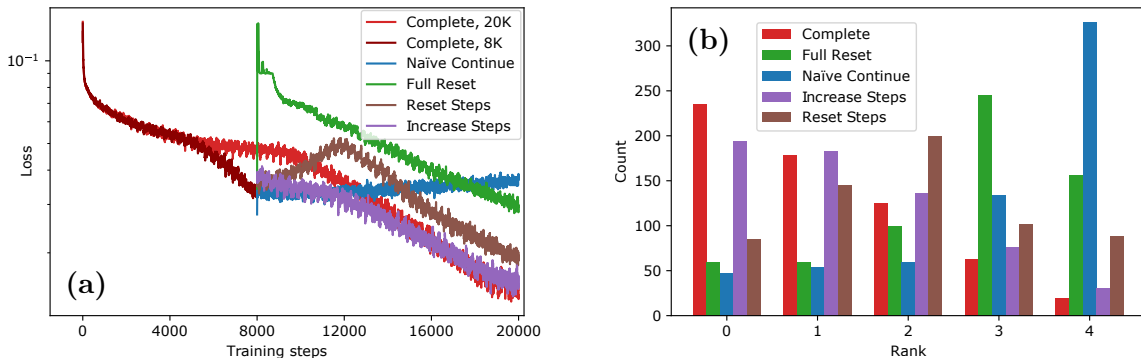 Complete, 20K
Complete, 8K
Naïve Continue
Full Reset
Reset Steps
Increase Steps
10⁻¹
Loss
(a)
0 4000 8000 12000 16000 20000
Training steps
(b)
Complete
Full Reset
Naïve Continue
Increase Steps
Reset Steps
300
250
200
150
100
50
0
Count
0 1 2 3 4
Rank